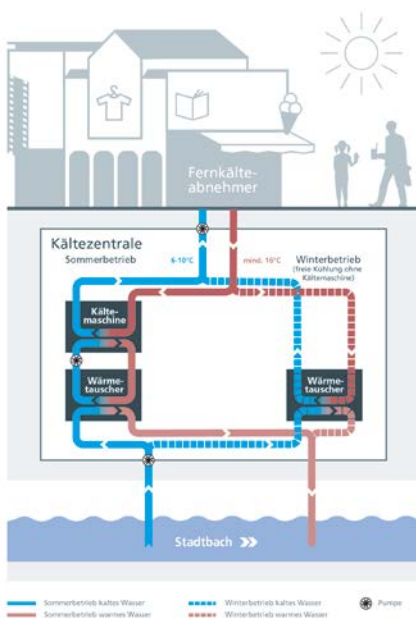 S
Fernkälte-
abnehmer
Kältezentrale
Sommerbetrieb
6-10°C
mind. 16°C
Winterbetrieb
(freie Kühlung ohne
Kältemaschine)
Kälte-
maschine
Wärme-
tauscher
Wärme-
tauscher
Stadtbach
Sommerbetrieb kaltes Wasser
Sommerbetrieb warmes Wasser
Winterbetrieb kaltes Wasser
Winterbetrieb warmes Wasser
Pumpe